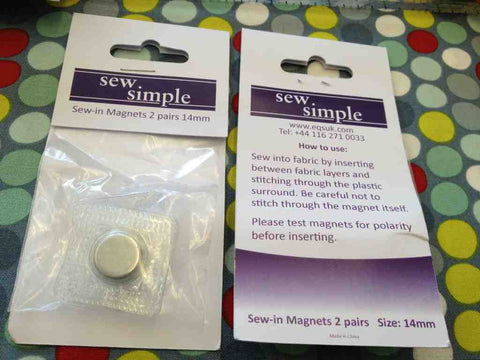 sew
simple
Sew-in Magnets 2 pairs 14mm
sew
simple
www.eqsuk.com
Tel: +44 116 271 0033
How to use:
Sew into fabric by inserting
between fabric layers and
stitching through the plastic
surround. Be careful not to
stitch through the magnet itself.
Please test magnets for polarity
before inserting.
Sew-in Magnets 2 pairs Size: 14mm
Made in China